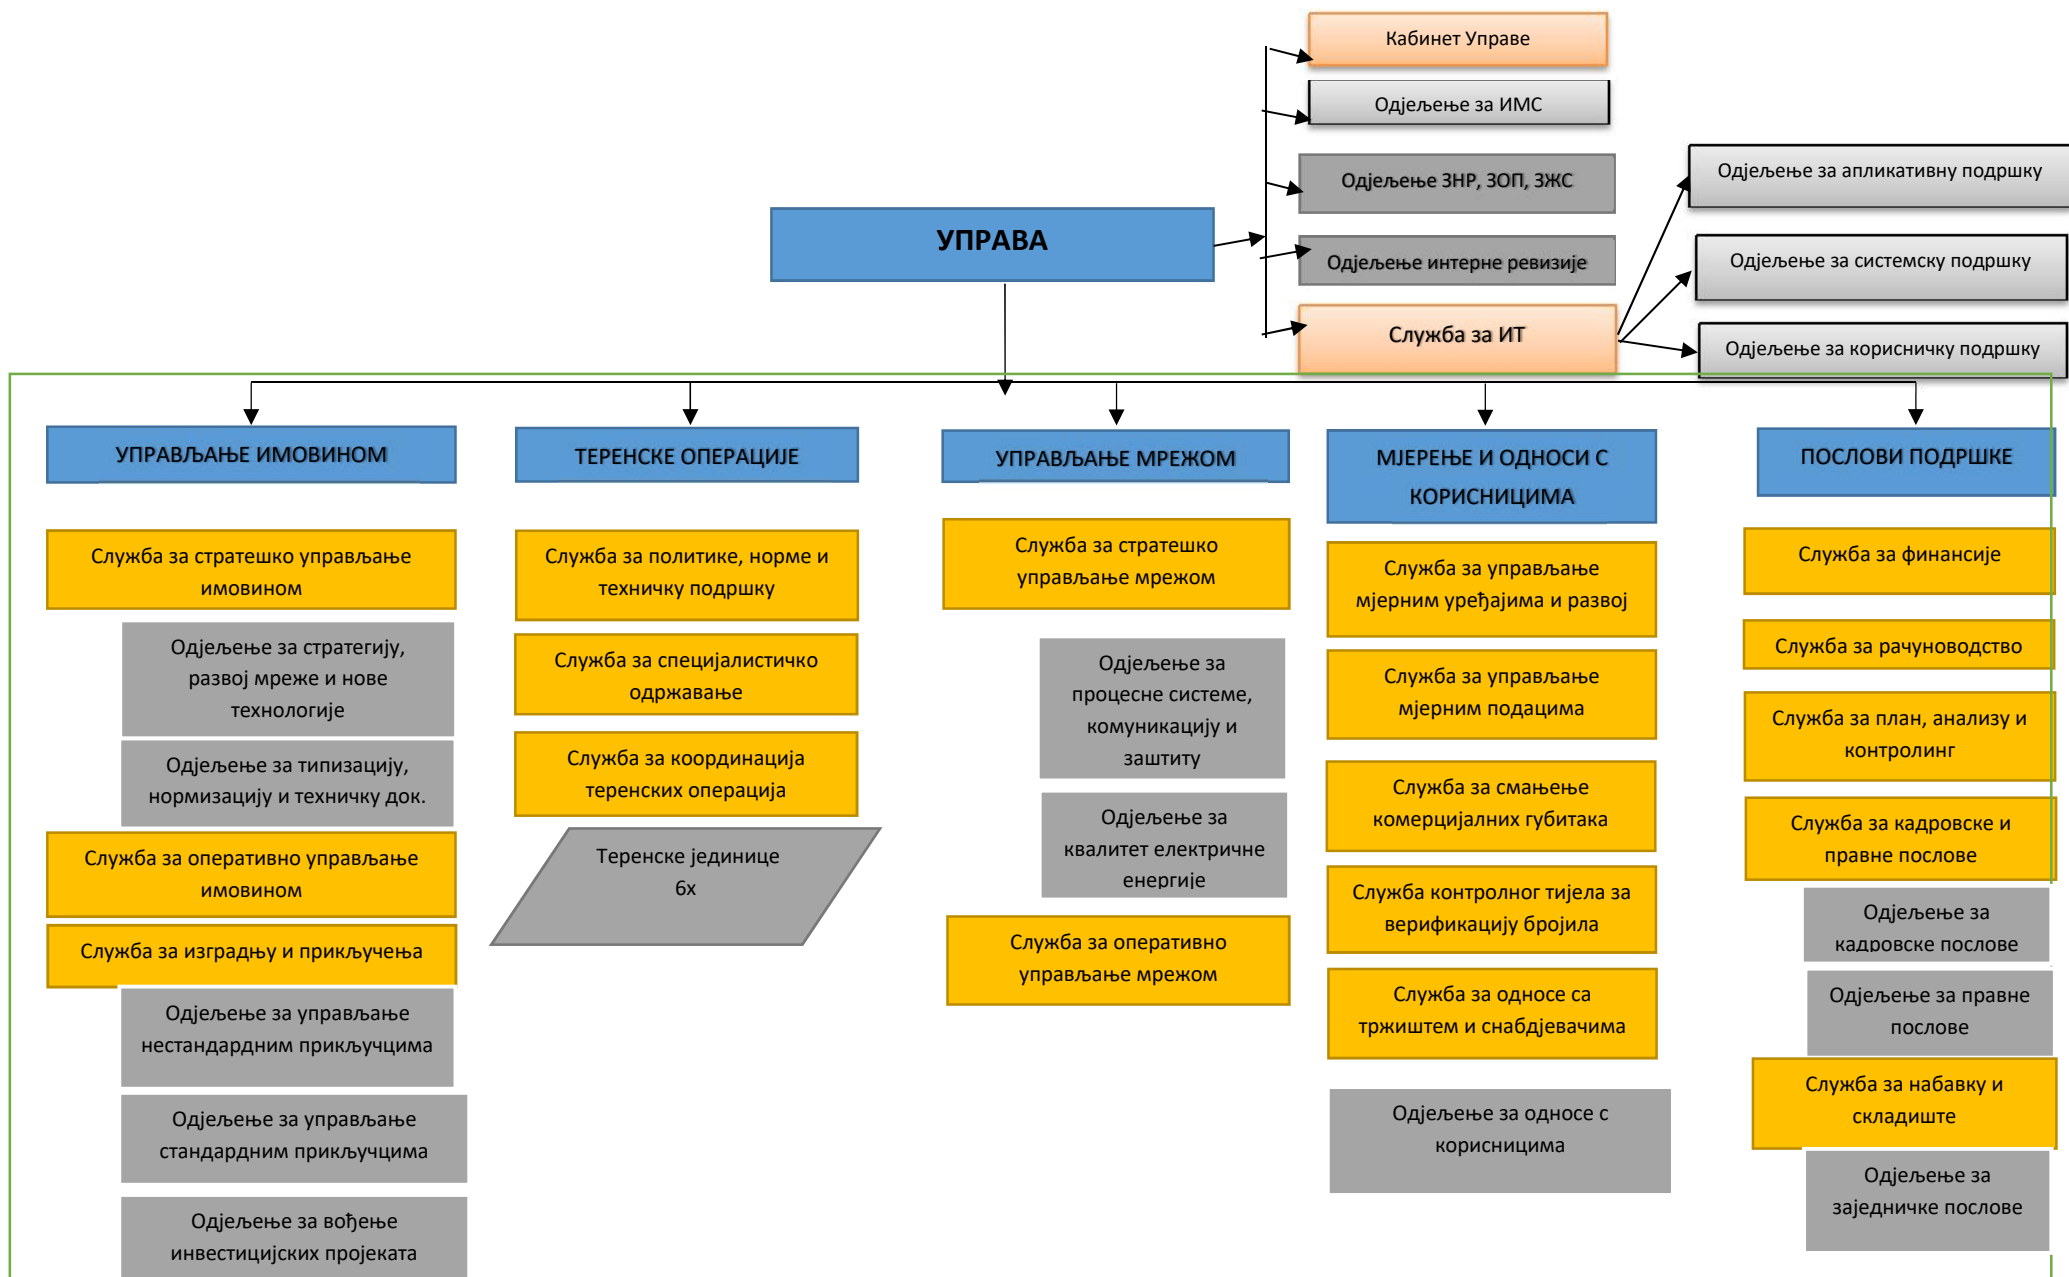 Кабинет Управе
Одјељење за ИМС
Одјељење ЗНР, ЗОП, ЗЖС
Одјељење интерне ревизије
Служба за ИТ
Одјељење за апликативну подршку
Одјељење за системску подршку
Одјељење за корисничку подршку
УПРАВА
УПРАВЉАЊЕ ИМОВИНОМ
Служба за стратешко управљање
имовином
Одјељење за стратегију,
развој мреже и нове
технологије
Одјељење за типизацију,
нормизацију и техничку док.
Служба за оперативно управљање
имовином
Служба за изградњу и прикључења
Одјељење за управљање
нестандардним прикључцима
Одјељење за управљање
стандардним прикључцима
Одјељење за вођење
инвестицијских пројеката
ТЕРЕНСКЕ ОПЕРАЦИЈЕ
Служба за политике, норме и
техничку подршку
Служба за специјалистичко
одржавање
Служба за координација
теренских операција
Теренске јединице
6x
УПРАВЉАЊЕ МРЕЖОМ
Служба за стратешко
управљање мрежом
Одјељење за
процесне системе,
комуникацију и
заштиту
Одјељење за
квалитет електричне
енергије
Служба за оперативно
управљање мрежом
МЈЕРЕЊЕ И ОДНОСИ С
КОРИСНИЦИМА
Служба за управљање
мјерним уређајима и развој
Служба за управљање
мјерним подацима
Служба за смањење
комерцијалних губитака
Служба контролног тијела за
верификацију бројила
Служба за односе са
тржиштем и снабдјевачима
Одјељење за односе с
корисницима
ПОСЛОВИ ПОДРШКЕ
Служба за финансије
Служба за рачуноводство
Служба за план, анализу и
контролинг
Служба за кадровске и
правне послове
Одјељење за
кадровске послове
Одјељење за правне
послове
Служба за набавку и
складиште
Одјељење за
заједничке послове